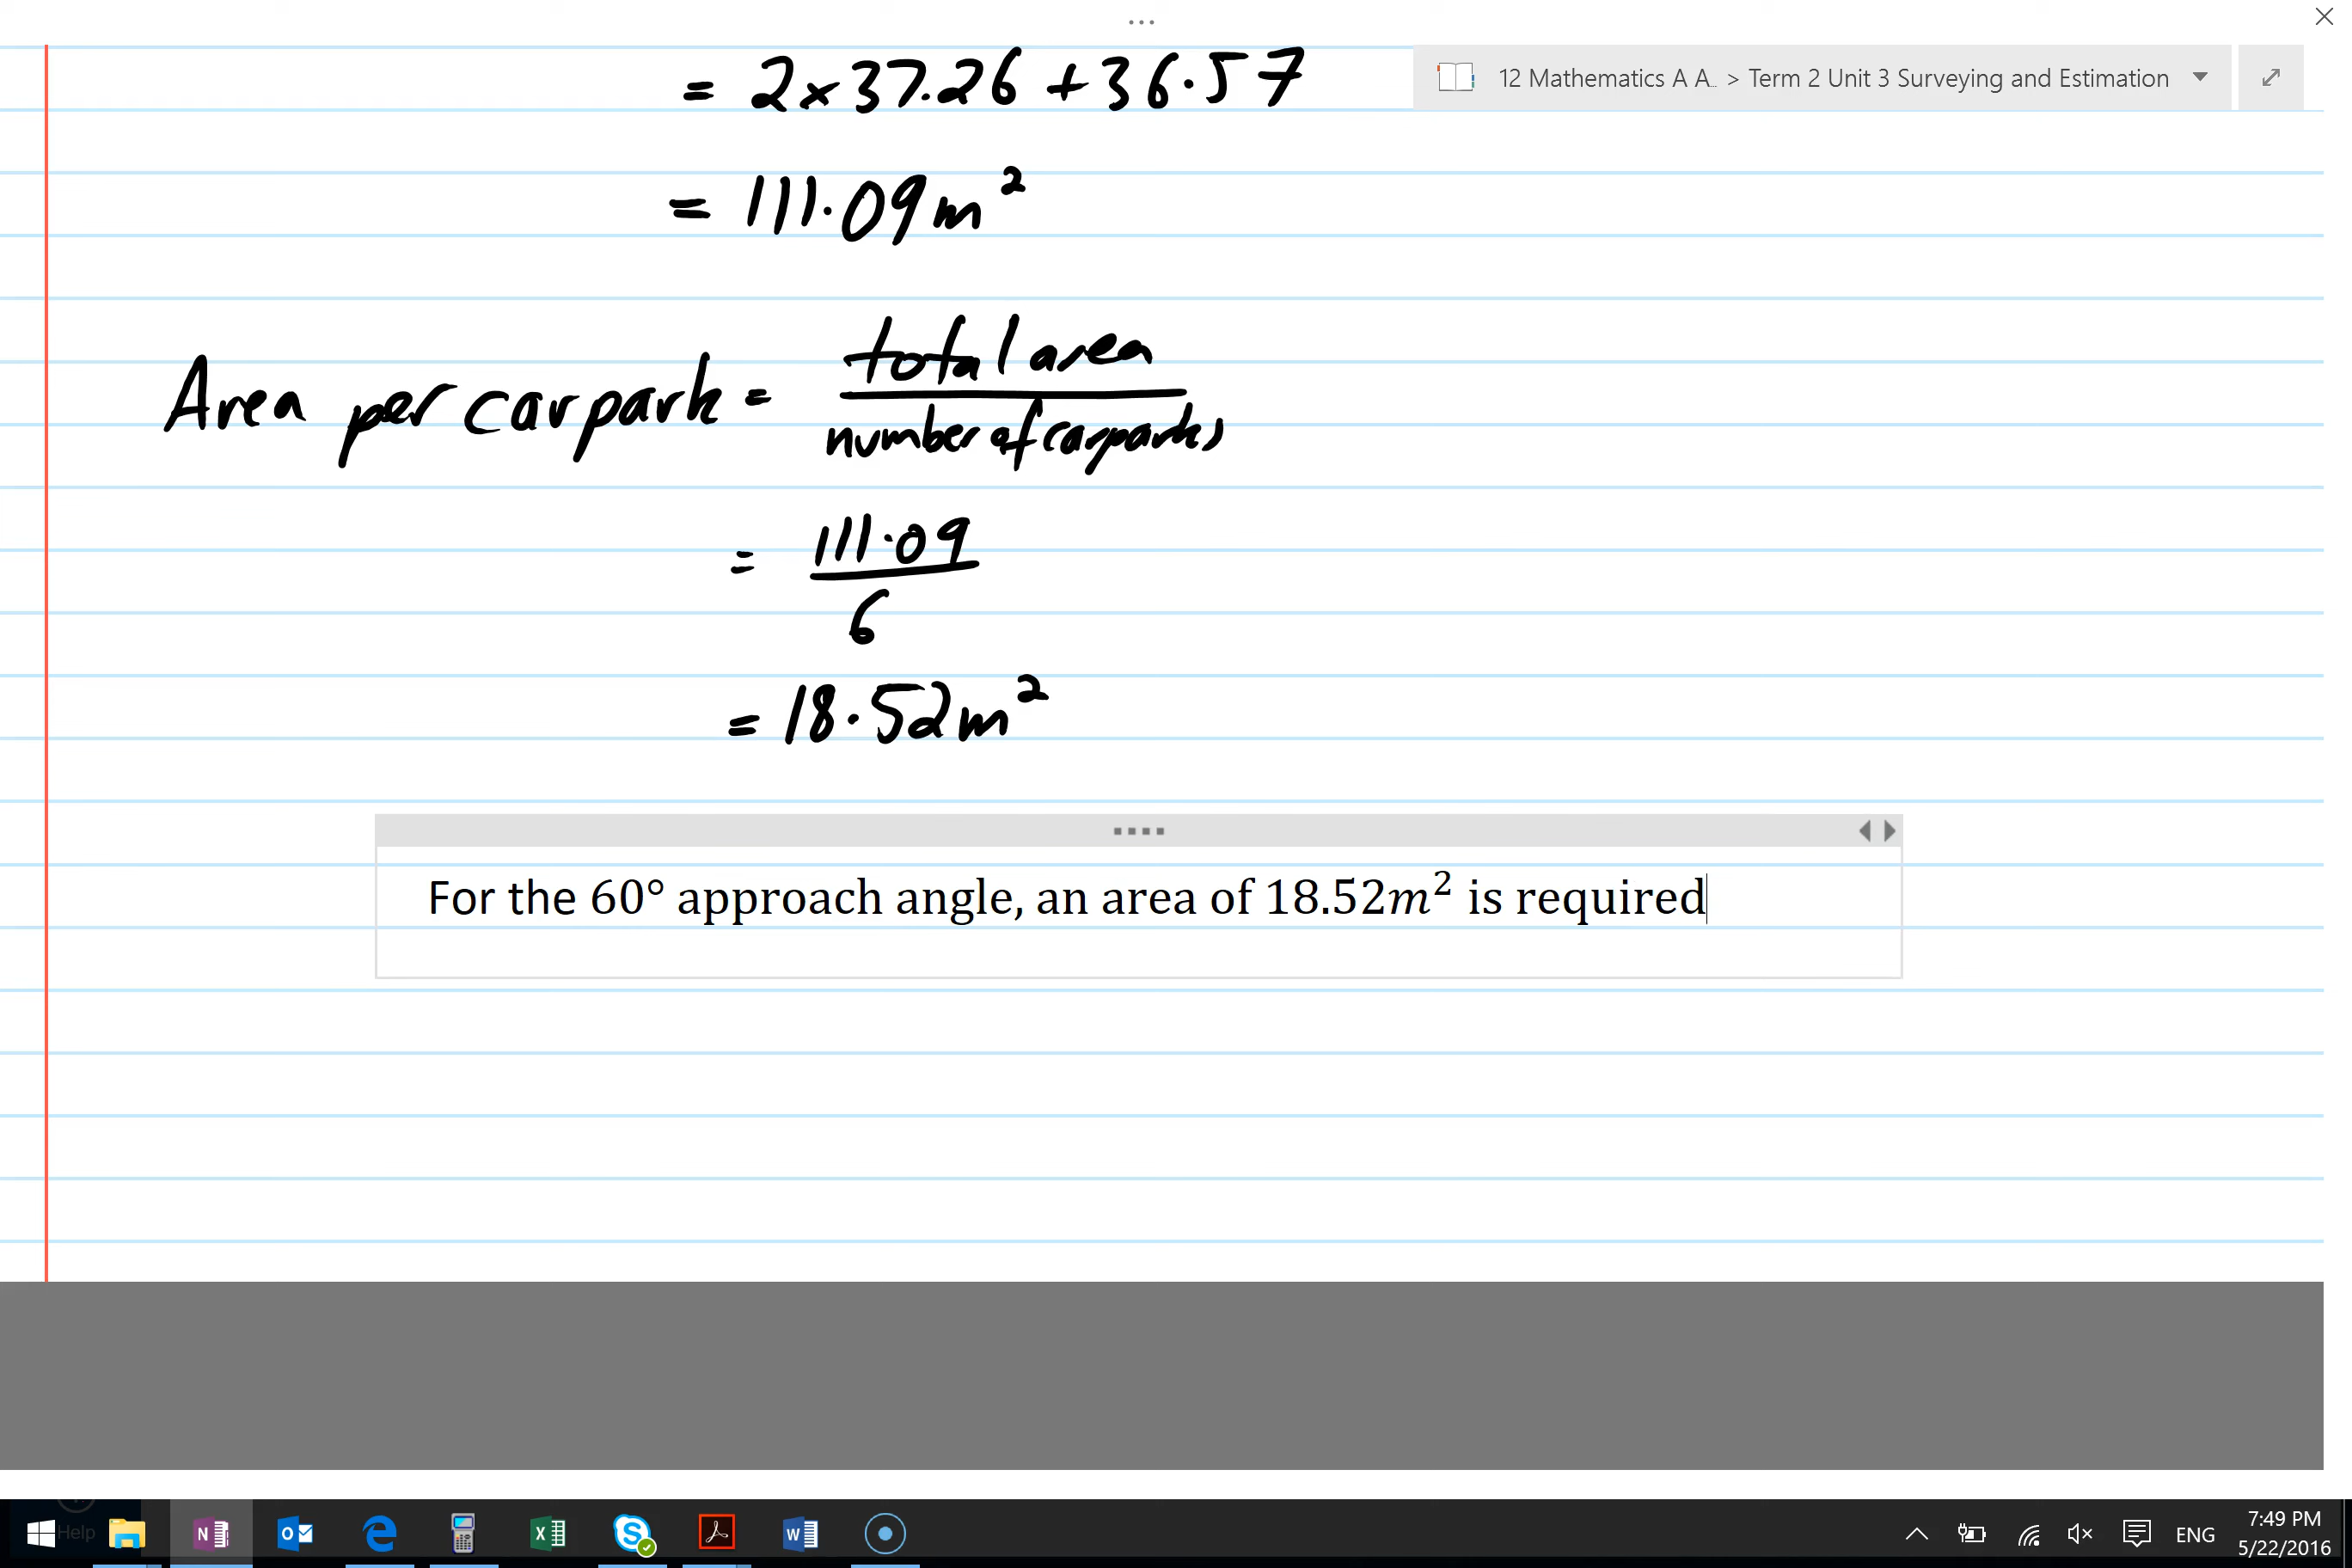 = 2×37.26 + 36.57
12 Mathematics A A... > Term 2 Unit 3 Surveying and Estimation
= 111.09m²
Area per carpark = total area
number of carparks
= 111.09
6
= 18.52m²
For the 60° approach angle, an area of 18.52m² is required
Help
ENG
7:49 PM
5/22/2016